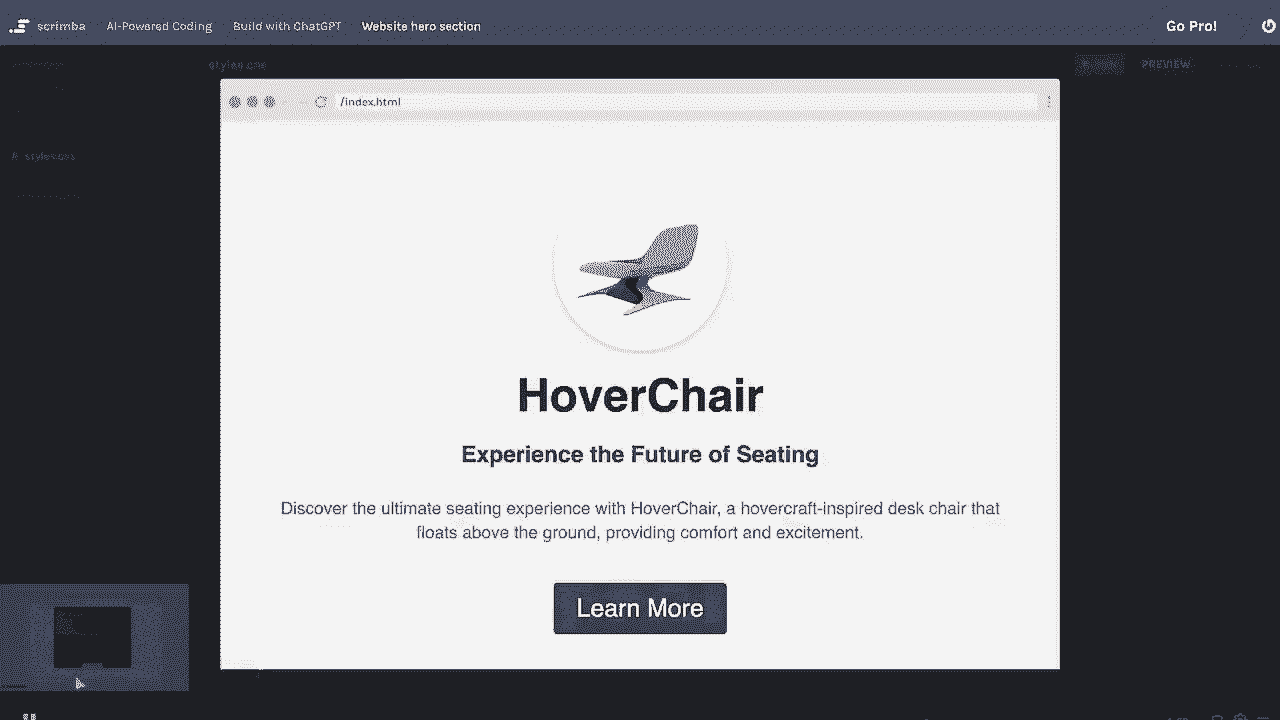 scrimba AI-Powered Coding Build with ChatGPT Website hero section Go Pro!
styles.css PREVIEW
/index.html
styles.css
HoverChair
Experience the Future of Seating
Discover the ultimate seating experience with HoverChair, a hovercraft-inspired desk chair that
floats above the ground, providing comfort and excitement.
Learn More